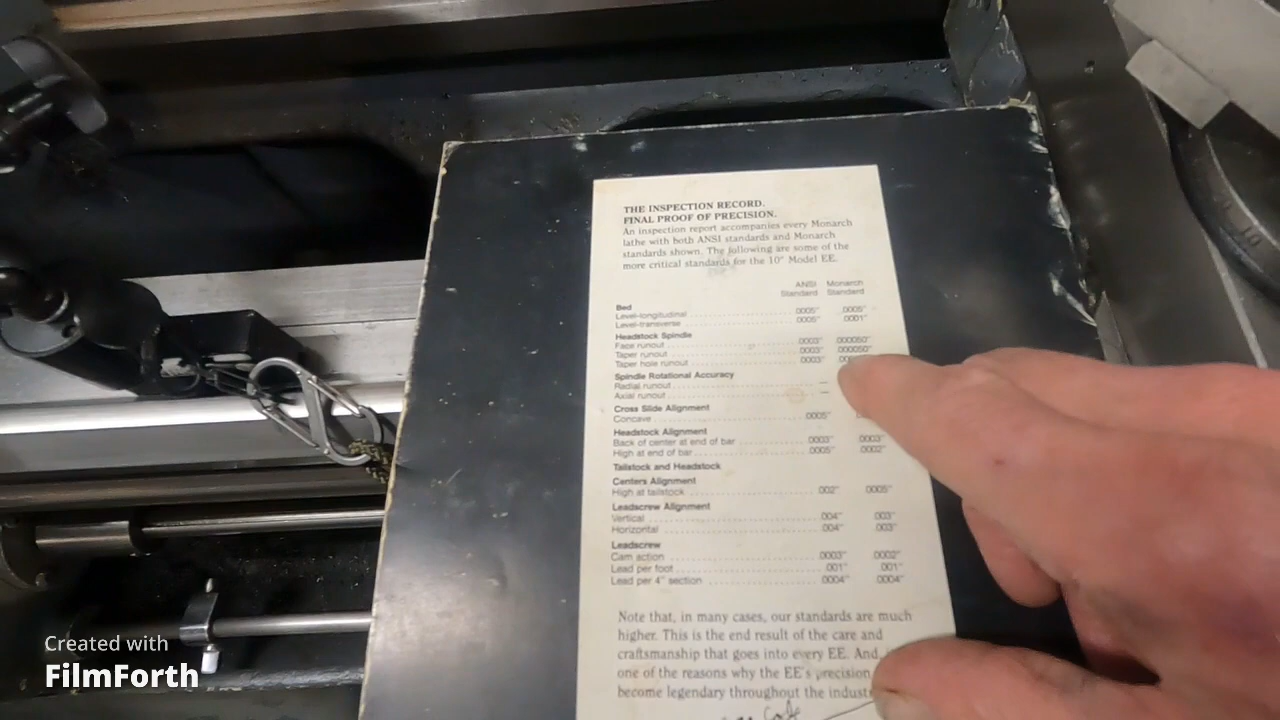 THE INSPECTION RECORD.
FINAL PROOF OF PRECISION.
An inspection report accompanies every Monarch
lathe with both ANSI standards and Monarch
standards shown. The following are some of the
more critical standards for the 10" Model EE.
ANSI Monarch
Standard Standard
Bed
Level-longitudinal .0005" .0005"
Level-transverse .0005" .0001"
Headstock Spindle
Face runout .0003" .000050"
Taper runout .0003" .000050"
Taper hole runout .0003"
Spindle Rotational Accuracy
Radial runout —
Axial runout —
Cross Slide Alignment
Concave .0005"
Headstock Alignment
Back of center at end of bar .0003" .0003"
High at end of bar .0005" .0002"
Tailstock and Headstock
Centers Alignment
High at tailstock .002" .0005"
Leadscrew Alignment
Vertical .004" .003"
Horizontal .004" .003"
Leadscrew
Cam action .0003" .0002"
Lead per foot .001" .001"
Lead per 4" section .0004" .0004"
Note that, in many cases, our standards are much
higher. This is the end result of the care and
craftsmanship that goes into every EE. And,
one of the reasons why the EE's precision
become legendary throughout the indust
10
Created with
FilmForth